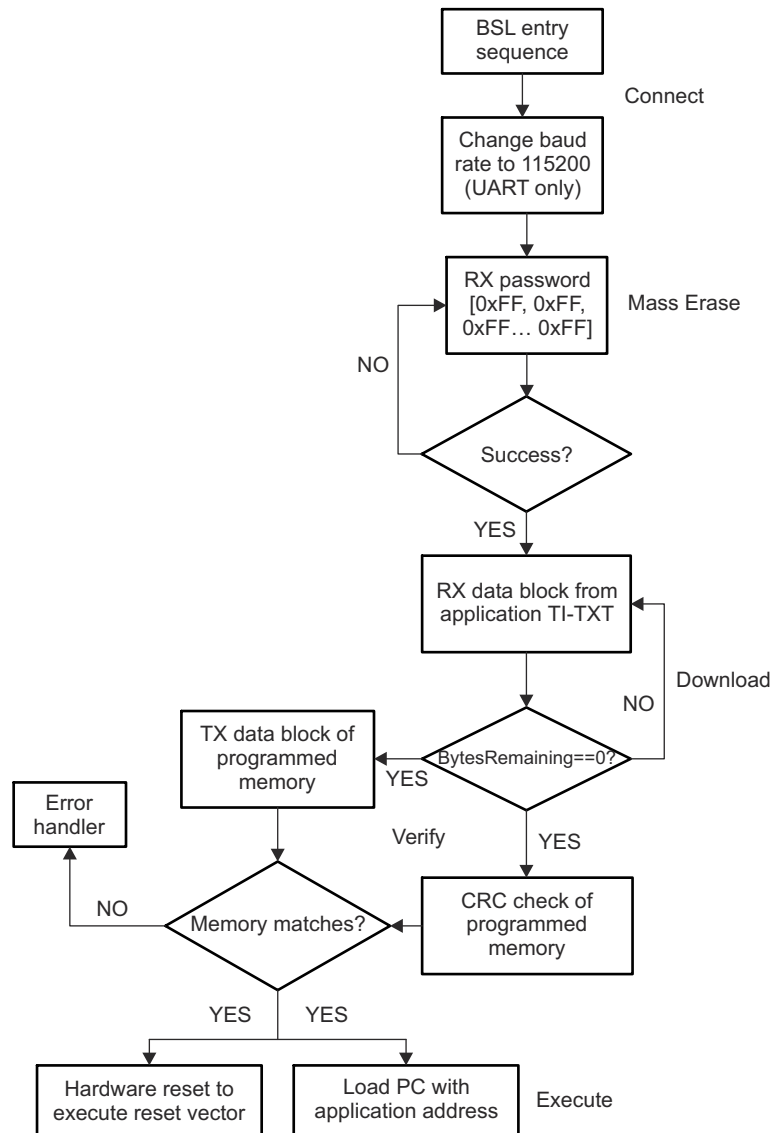 BSL entry
sequence
Connect
Change baud
rate to 115200
(UART only)
RX password
[0xFF, 0xFF,
0xFF… 0xFF]
Mass Erase
NO
Success?
YES
RX data block from
application TI-TXT
Download
NO
TX data block of
programmed
memory
BytesRemaining==0?
YES
Error
handler
Verify
YES
NO
Memory matches?
CRC check of
programmed
memory
YES
YES
Hardware reset to
execute reset vector
Load PC with
application address
Execute